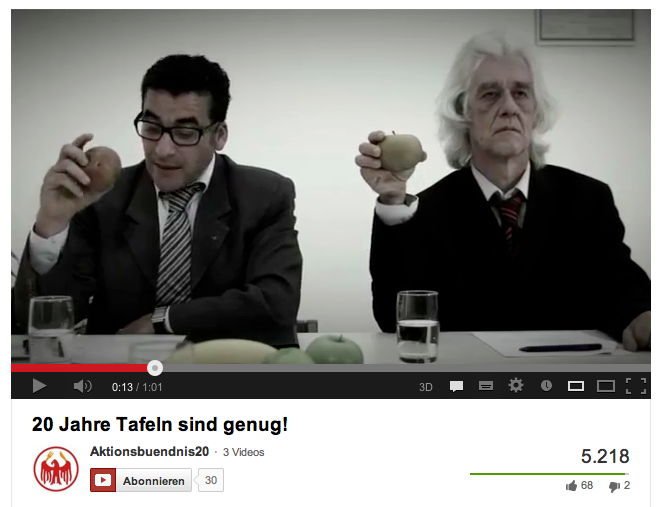 0:13 / 1:01
3D
20 Jahre Tafeln sind genug!
Aktionsbuendnis20 · 3 Videos
Abonnieren 30
5.218
68 2